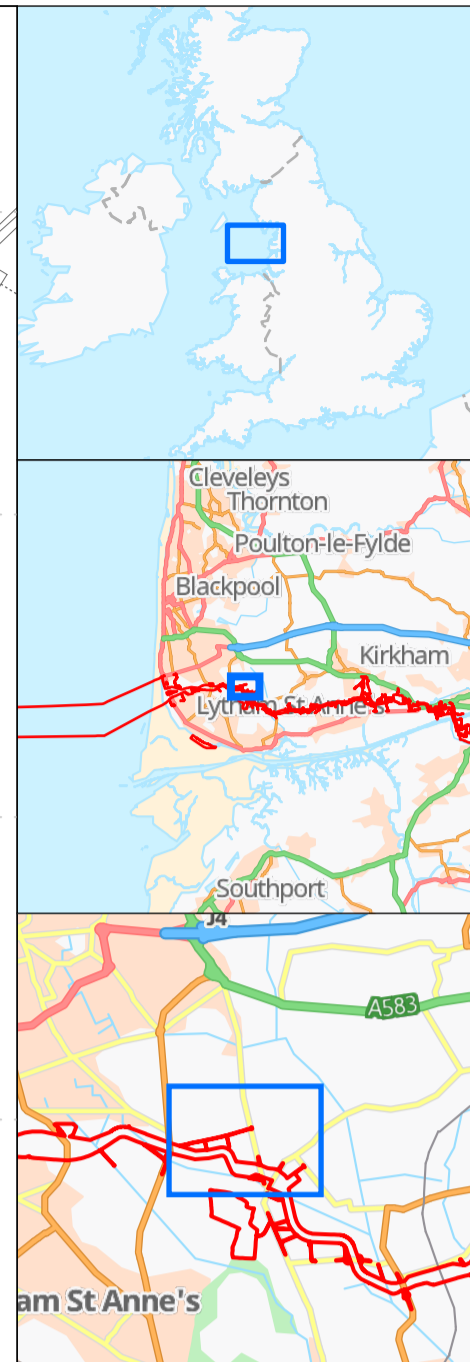 Cleveleys
Thornton
Poulton-le-Fylde
Blackpool
Kirkham
Lytham St Anne's
Southport
J4
A583
am St Anne's